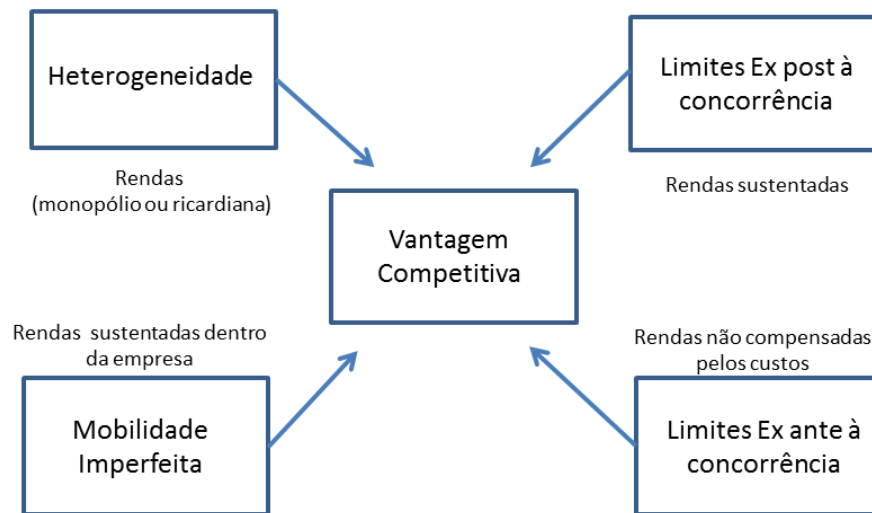 Heterogeneidade
Limites Ex post à
concorrência
Rendas
(monopólio ou ricardiana)
Rendas sustentadas
Vantagem
Competitiva
Rendas sustentadas dentro
da empresa
Rendas não compensadas
pelos custos
Mobilidade
Imperfeita
Limites Ex ante à
concorrência